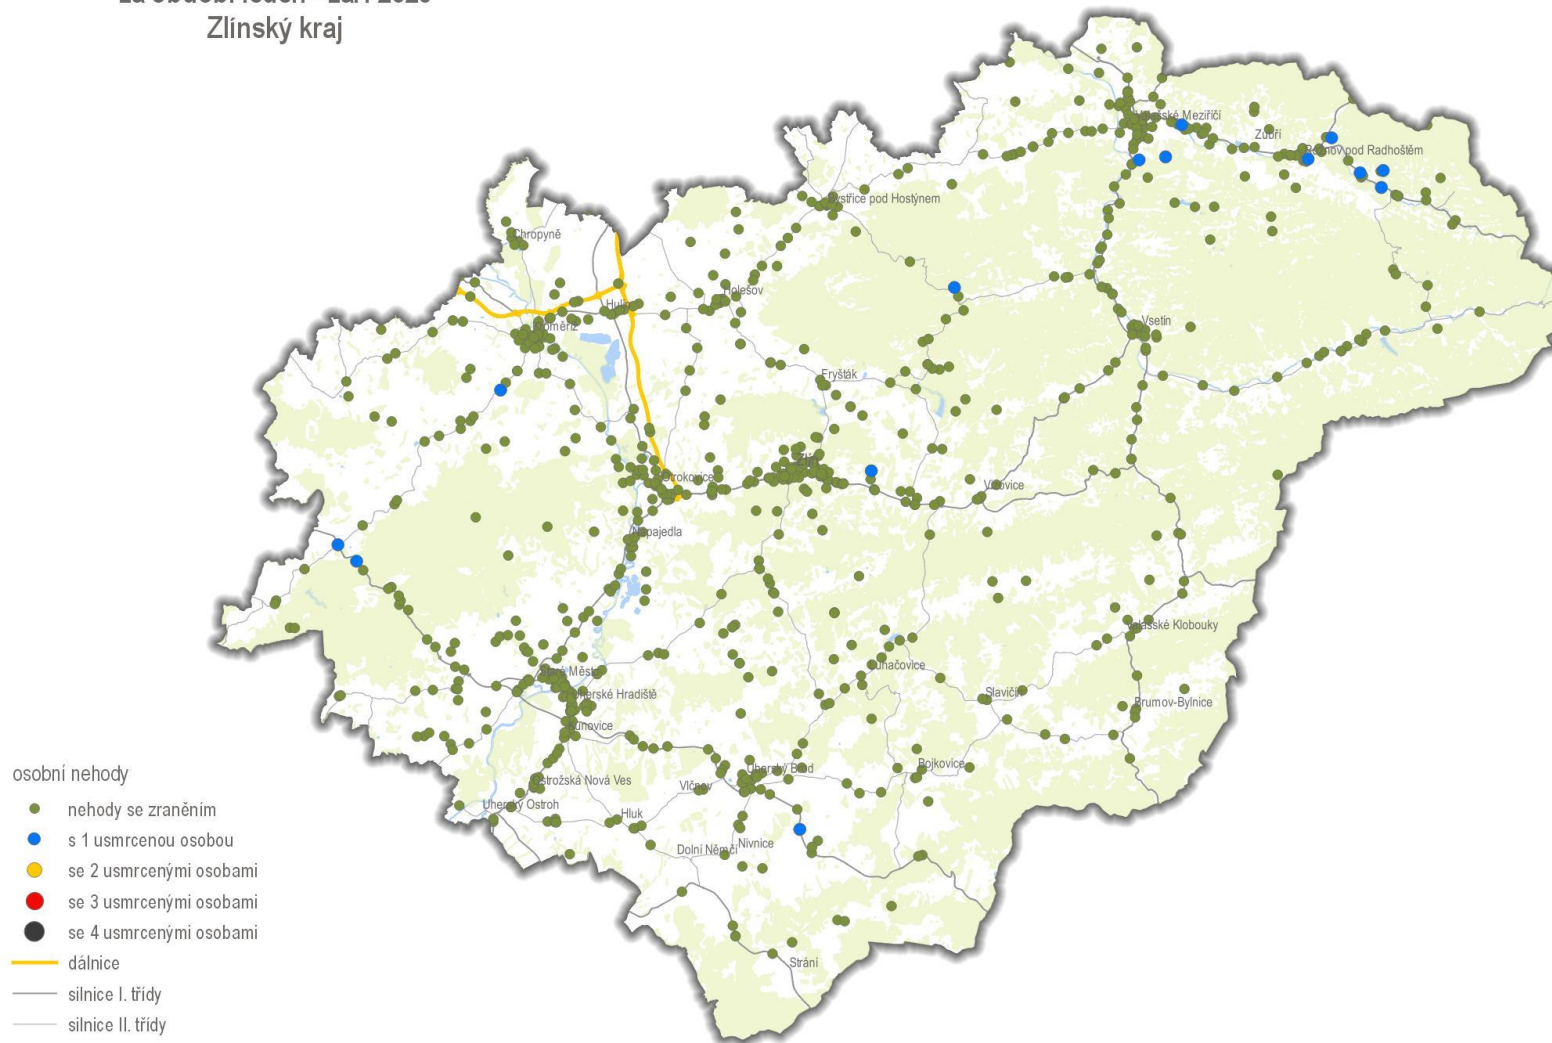 Zlínský kraj
Valašské Meziříčí
Zubří
Rožnov pod Radhoštěm
Bystřice pod Hostýnem
Chropyně
Holešov
Hulín
Kroměříž
Vsetín
Fryšták
Zlín
Otrokovice
Vizovice
Napajedla
Valašské Klobouky
Luhačovice
Staré Město
Slavičín
Uherské Hradiště
Brumov-Bylnice
Kunovice
Bojkovice
Uherský Brod
osobní nehody
Ostrožská Nová Ves
Vlčnov
nehody se zraněním
Uherský Ostroh
Hluk
s 1 usmrcenou osobou
Nivnice
Dolní Němčí
se 2 usmrcenými osobami
se 3 usmrcenými osobami
se 4 usmrcenými osobami
dálnice
Strání
silnice I. třídy
silnice II. třídy